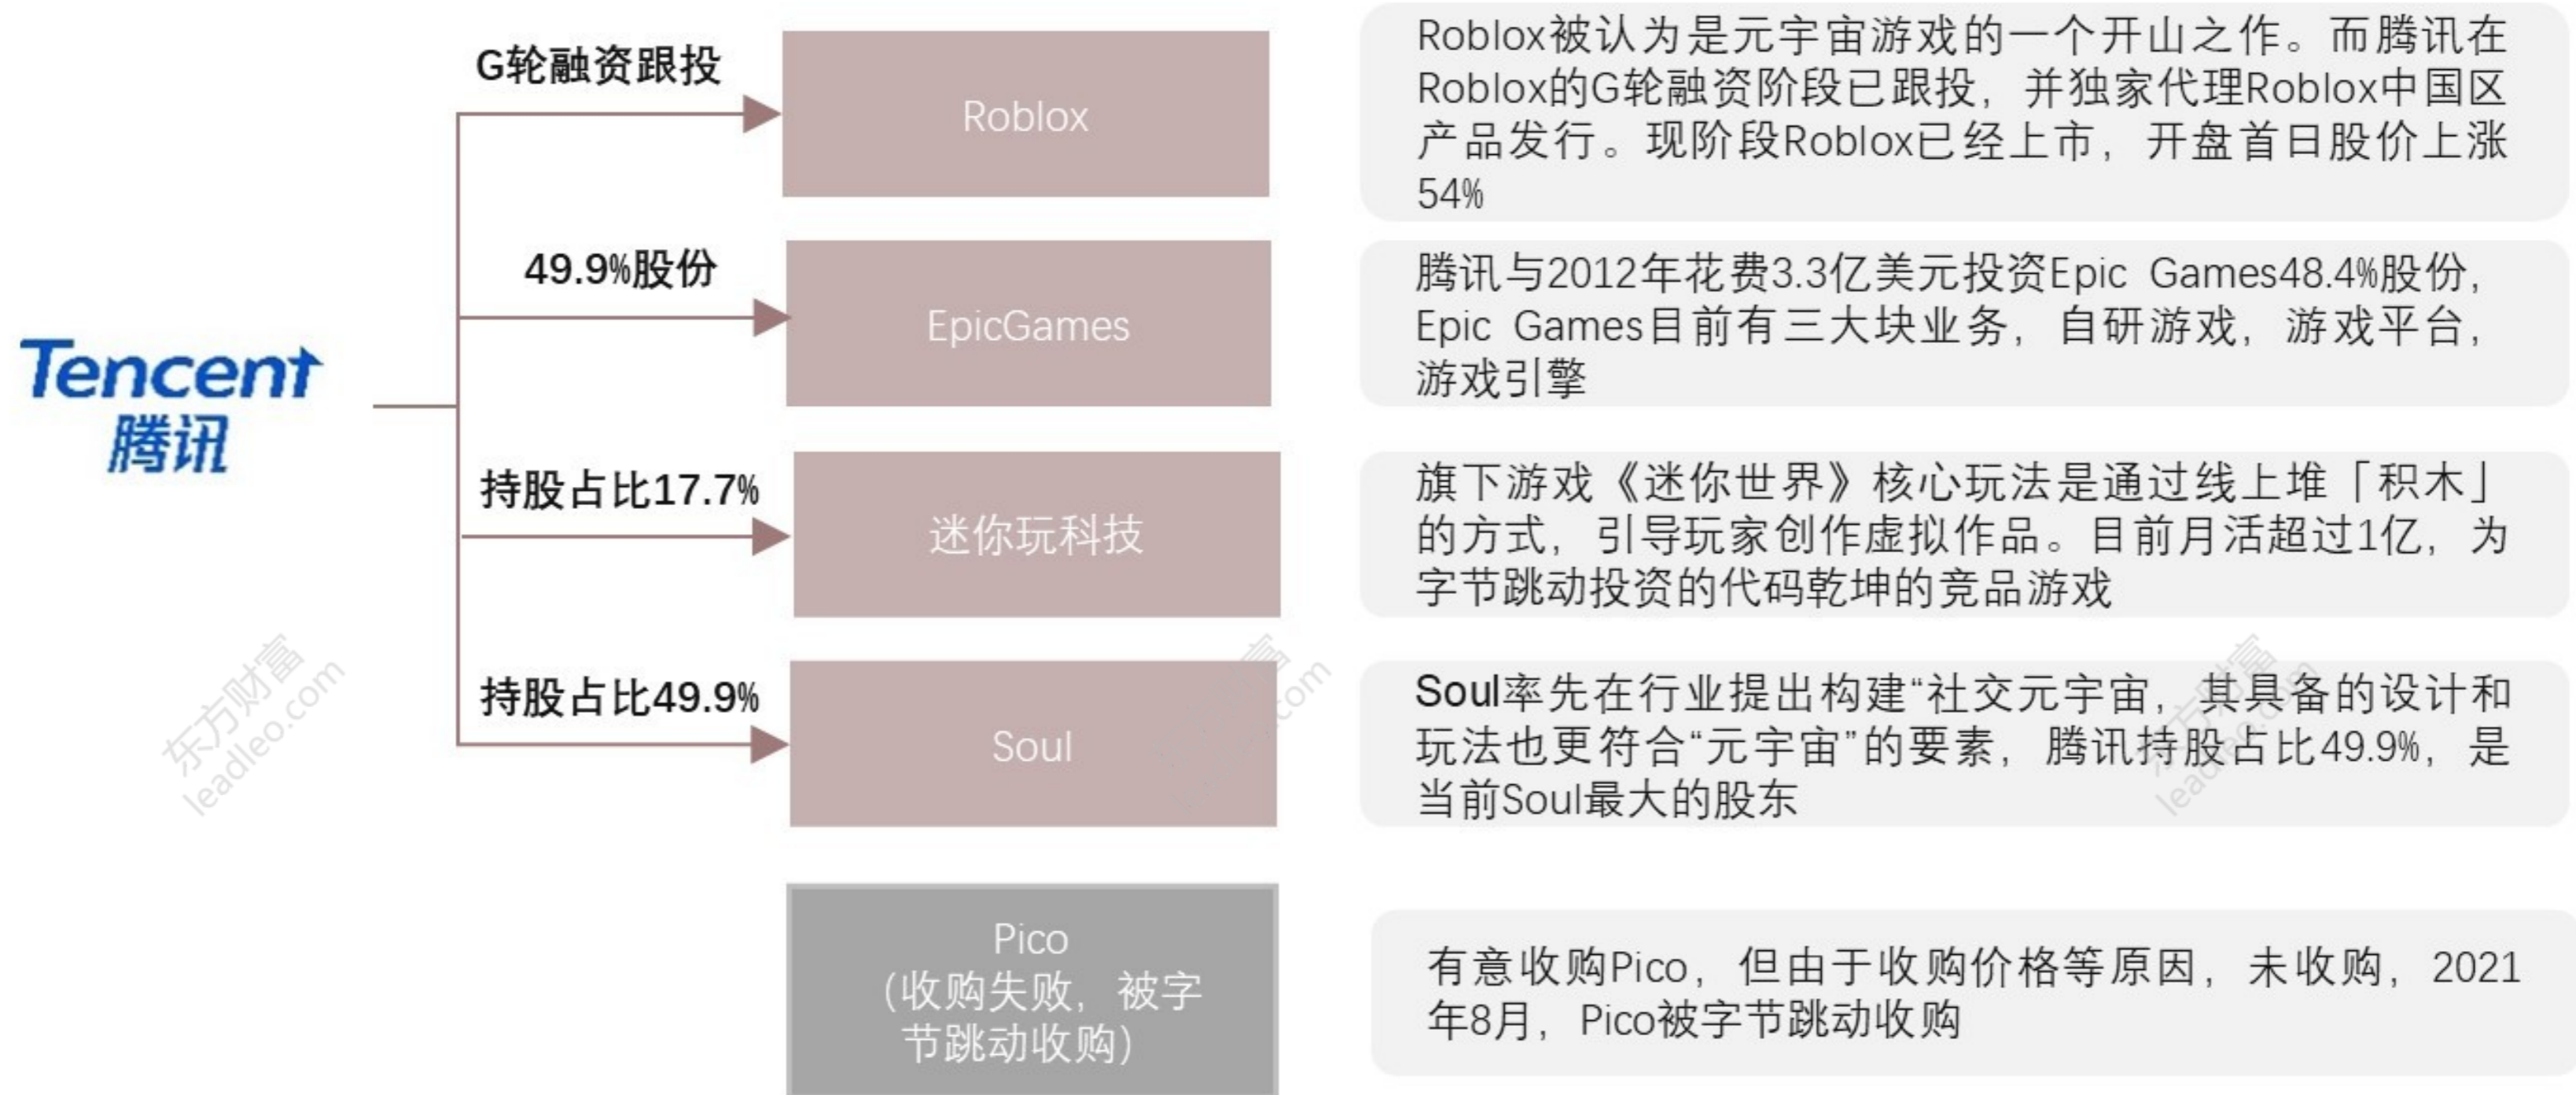 G轮融资跟投
Roblox
Roblox被认为是元宇宙游戏的一个开山之作。而腾讯在
Roblox的G轮融资阶段已跟投，并独家代理Roblox中国区
产品发行。现阶段Roblox已经上市，开盘首日股价上涨
54%
49.9%股份
EpicGames
腾讯与2012年花费3.3亿美元投资Epic Games48.4%股份，
Epic Games目前有三大块业务，自研游戏，游戏平台，
游戏引擎
Tencent
腾讯
持股占比17.7%
迷你玩科技
旗下游戏《迷你世界》核心玩法是通过线上堆「积木」
的方式，引导玩家创作虚拟作品。目前月活超过1亿，为
字节跳动投资的代码乾坤的竞品游戏
持股占比49.9%
Soul
Soul率先在行业提出构建“社交元宇宙，其具备的设计和
玩法也更符合“元宇宙”的要素，腾讯持股占比49.9%，是
当前Soul最大的股东
东方财富
leadleo.com
富
com
东方财富
leadleo.com
Pico
（收购失败，被字
节跳动收购）
有意收购Pico，但由于收购价格等原因，未收购，2021
年8月，Pico被字节跳动收购